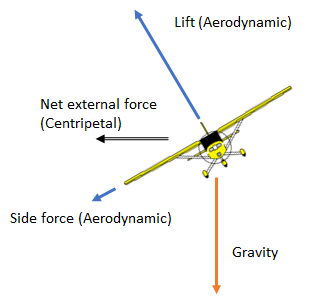 Lift (Aerodynamic)
Net external force
(Centripetal)
Side force (Aerodynamic)
Gravity